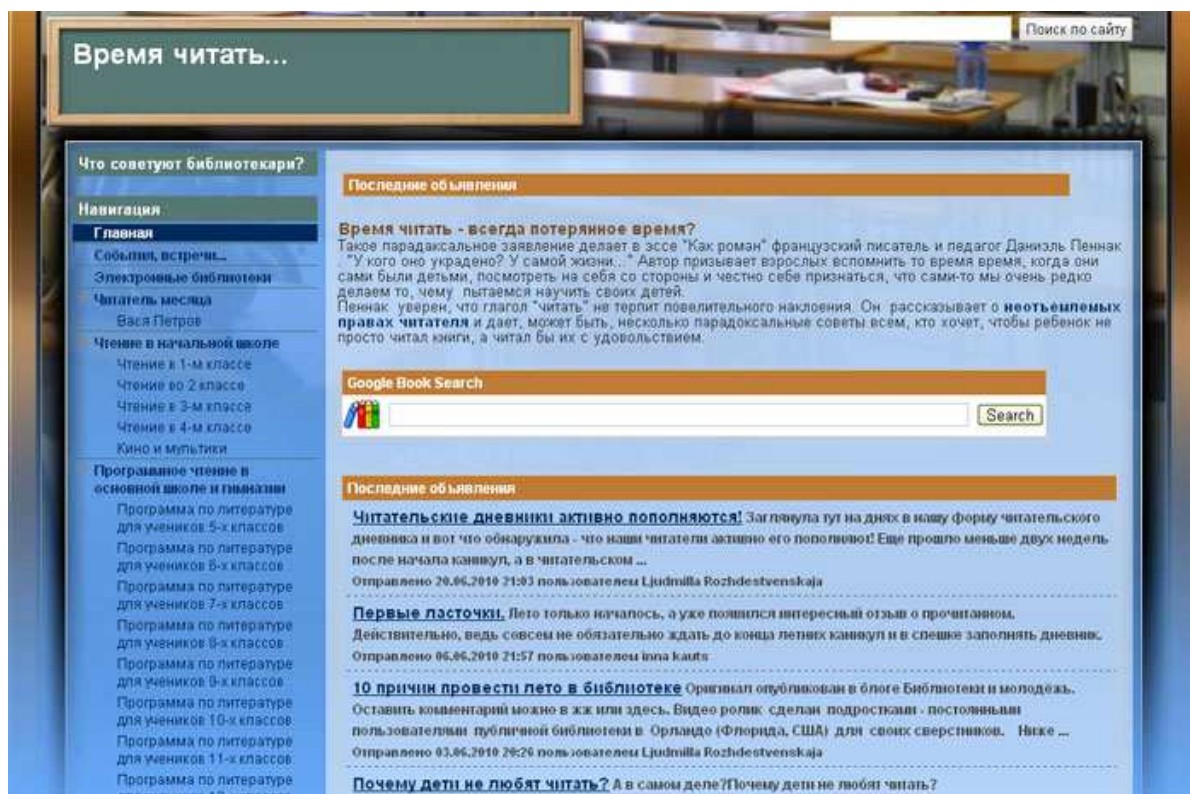 Поиск по сайту
Время читать...
Что советуют библиотекари?
Навигация
Главная
События, встречи...
Электронные библиотеки
Читатель месяца
Вася Петров
Чтение в начальной школе
Чтение в 1-м классе
Чтение во 2 классе
Чтение в 3-м классе
Чтение в 4-м классе
Кино и мультики
Программное чтение в
основной школе и гимназии
Программа по литературе
для учеников 5-х классов
Программа по литературе
для учеников 6-х классов
Программа по литературе
для учеников 7-х классов
Программа по литературе
для учеников 8-х классов
Программа по литературе
для учеников 9-х классов
Программа по литературе
для учеников 10-х классов
Программа по литературе
для учеников 11-х классов
Программа по литературе
Последние объявления
Время читать - всегда потерянное время?
Такое парадаксальное заявление делает в эссе "Как роман" французский писатель и педагог Даниэль Пеннак
. "У кого оно украдено? У самой жизни..." Автор призывает взрослых вспомнить то время время, когда они
сами были детьми, посмотреть на себя со стороны и честно себе признаться, что сами-то мы очень редко
делаем то, чему пытаемся научить своих детей.
Пеннак уверен, что глагол "читать" не терпит повелительного наклоения. Он рассказывает о неотъемлемых
правах читателя и дает, может быть, несколько парадоксальные советы всем, кто хочет, чтобы ребенок не
просто читал книги, а читал бы их с удовольствием.
Google Book Search
Search
Последние объявления
Читательские дневники активно пополняются! Заглянула тут на днях в нашу форму читательского
дневника и вот что обнаружила - что наши читатели активно его пополняют! Еще прошло меньше двух недель
после начала каникул, а в читательском ...
Отправлено 20.06.2010 21:03 пользователем Ljudmilla Rozhdestvenskaja
Первые ласточки. Лето только началось, а уже появился интересный отзыв о прочитанном.
Действительно, ведь совсем не обязательно ждать до конца летних каникул и в спешке заполнять дневник.
Отправлено 06.06.2010 21:57 пользователем inna kauts
10 причин провести лето в библиотеке Оригинал опубликован в блоге Библиотеки и молодёжь.
Оставить комментарий можно в жж или здесь. Видео ролик сделан подростками - постоянными
пользователями публичной библиотеки в Орландо (Флорида, США) для своих сверстников. Ниже ...
Отправлено 03.06.2010 20:26 пользователем Ljudmilla Rozhdestvenskaja
Почему дети не любят читать? А в самом деле?Почему дети не любят читать?